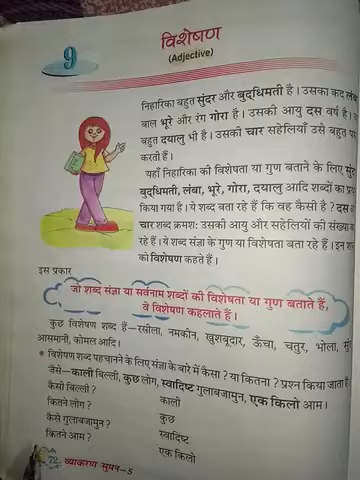 9
विशेषण
(Adjective)
निहारिका बहुत सुंदर और बुद्धिमती है। उसका कद
बाल भूरे और रंग गोरा है। उसकी आयु दस वर्ष है।
बहुत दयालु भी है। उसकी चार सहेलियाँ उसे बहुत
करती हैं।
यहाँ निहारिका की विशेषता या गुण बताने के लिए
बुद्धिमती, लंबा, भूरे, गोरा, दयालु आदि शब्दों का
किया गया है। ये शब्द बता रहे हैं कि वह कैसी है? दस
चार शब्द क्रमशः उसकी आयु और सहेलियों की संख्या
रहे हैं। ये शब्द संज्ञा के गुण या विशेषता बता रहे हैं। इन
को विशेषण कहते हैं।
इस प्रकार
जो शब्द संज्ञा या सर्वनाम शब्दों की विशेषता या गुण बताते हैं,
वे विशेषण कहलाते हैं।
कुछ विशेषण शब्द हैं—रसीला, नमकीन, खुशबूदार, ऊँचा, चतुर, भोला,
आसमानी, कोमल आदि।
• विशेषण शब्द पहचानने के लिए संज्ञा के बारे में कैसा? या कितना? प्रश्न किया जाता है
जैसे—काली बिल्ली, कुछ लोग, स्वादिष्ट गुलाबजामुन, एक किलो आम।
कैसी बिल्ली? काली
कितने लोग? कुछ
कैसे गुलाबजामुन? स्वादिष्ट
कितने आम? एक किलो
व्याकरण सुमन-5